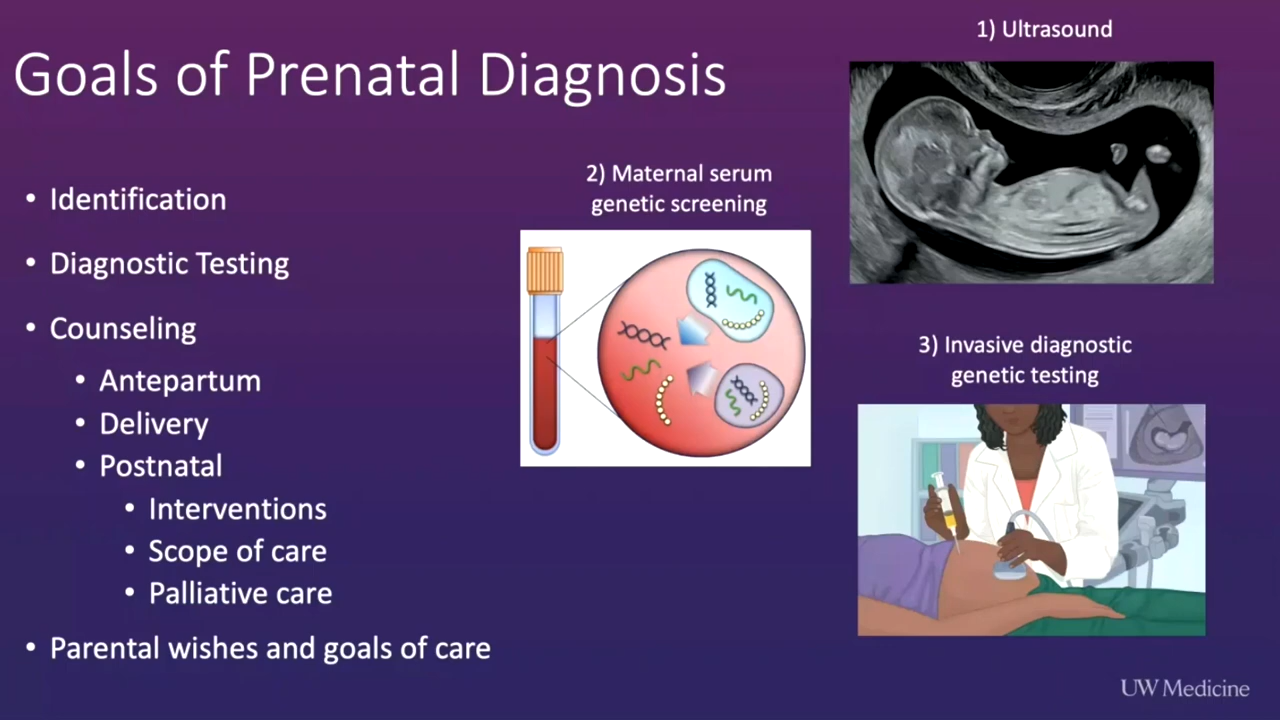 Goals of Prenatal Diagnosis
• Identification
• Diagnostic Testing
• Counseling
• Antepartum
• Delivery
• Postnatal
• Interventions
• Scope of care
• Palliative care
• Parental wishes and goals of care
1) Ultrasound
2) Maternal serum
genetic screening
3) Invasive diagnostic
genetic testing
UW Medicine